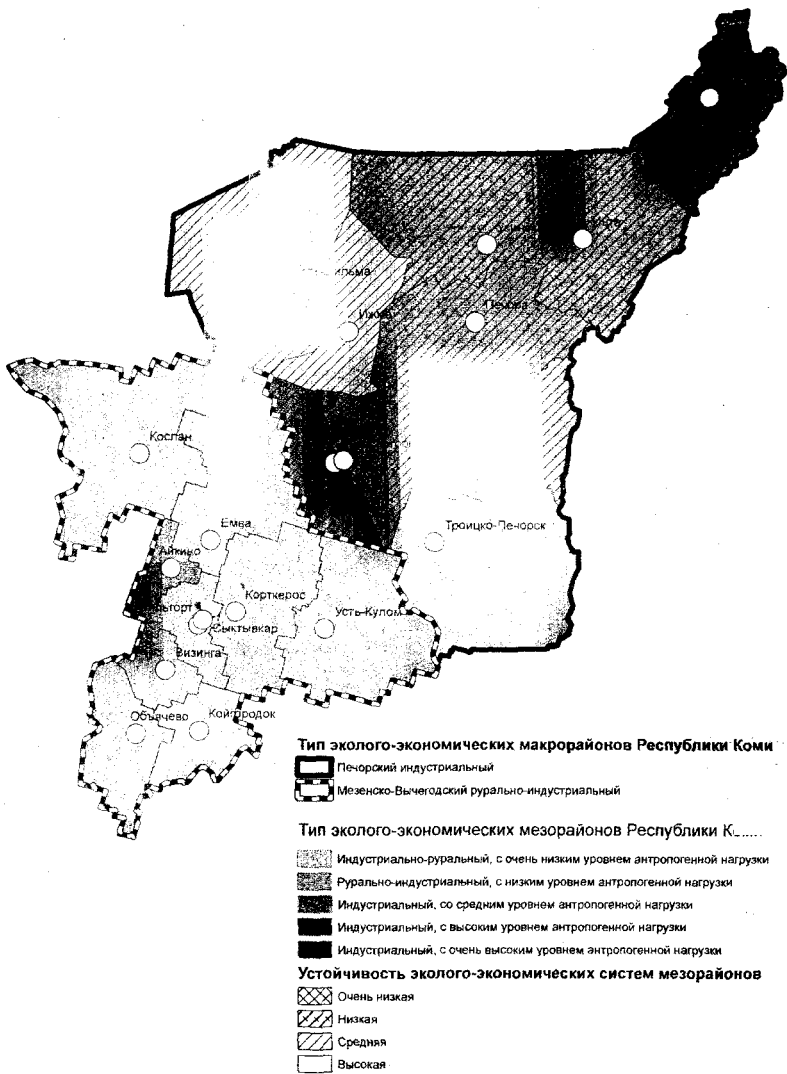 Ижма
Печора
Кослан
Емва
Троицко-Печорск
Айкино
Корткерос
Усть-Кулом
Сыктывкар
Визинга
Объячево
Койгородок
Тип эколого-экономических макрорайонов Республики Коми
Печорский индустриальный
Мезенско-Вычегодский рурально-индустриальный
Тип эколого-экономических мезорайонов Республики
Индустриально-руральный, с очень низким уровнем антропогенной нагрузки
Рурально-индустриальный, с низким уровнем антропогенной нагрузки
Индустриальный, со средним уровнем антропогенной нагрузки
Индустриальный, с высоким уровнем антропогенной нагрузки
Индустриальный, с очень высоким уровнем антропогенной нагрузки
Устойчивость эколого-экономических систем мезорайонов
Очень низкая
Низкая
Средняя
Высокая